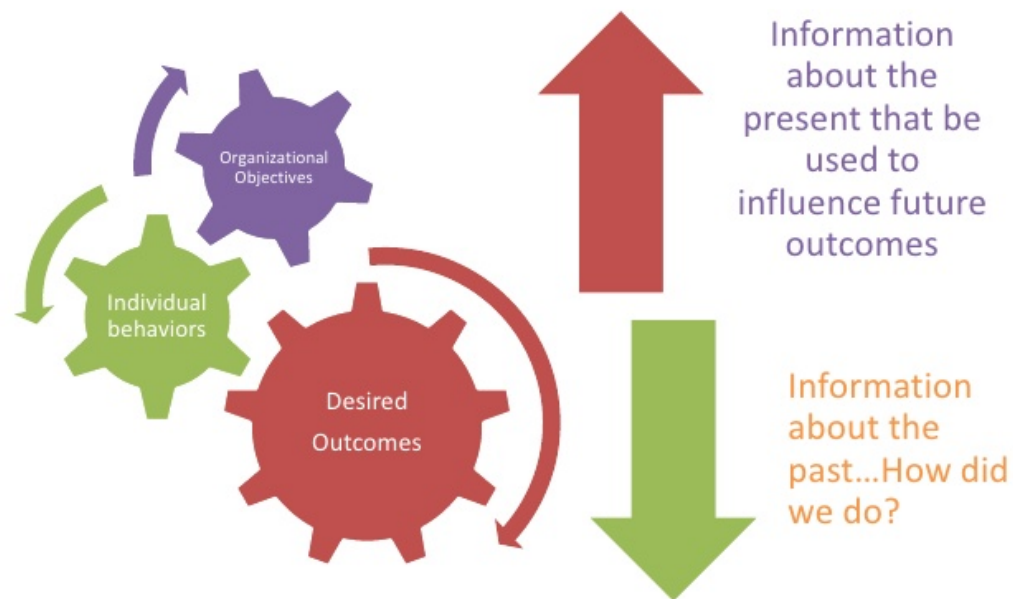 Organizational
Objectives
Individual
behaviors
Desired
Outcomes
Information
about the
present that be
used to
influence future
outcomes
Information
about the
past...How did
we do?